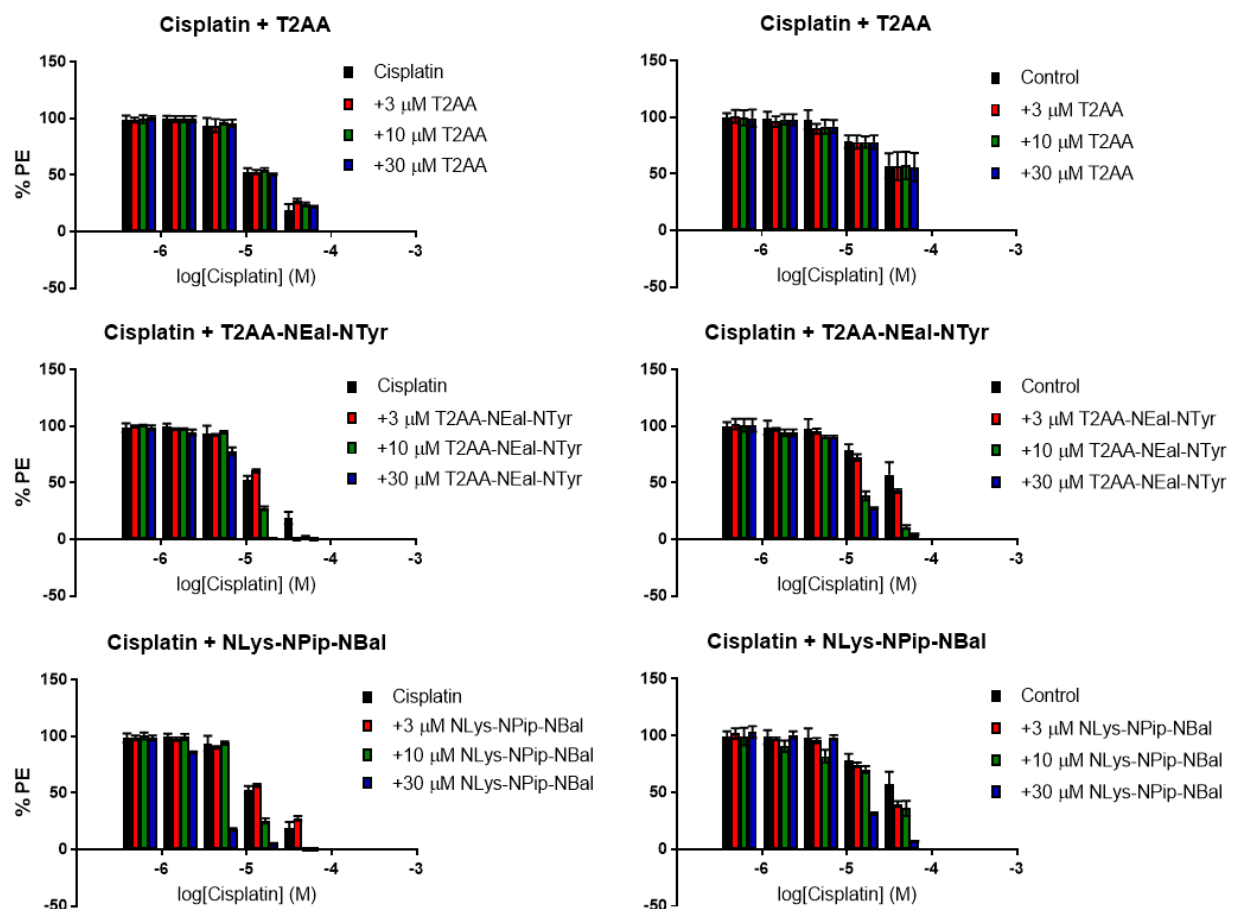 Cisplatin + T2AA
150
100
50
0
-50
% PE
Cisplatin
+3 μM T2AA
+10 μM T2AA
+30 μM T2AA
-6
-5
-4
-3
log[Cisplatin] (M)
Cisplatin + T2AA
150
100
50
0
-50
Control
+3 μM T2AA
+10 μM T2AA
+30 μM T2AA
-6
-5
-4
-3
log[Cisplatin] (M)
Cisplatin + T2AA-NEal-NTyr
150
100
50
0
-50
% PE
Cisplatin
+3 μM T2AA-NEal-NTyr
+10 μM T2AA-NEal-NTyr
+30 μM T2AA-NEal-NTyr
-6
-5
-4
-3
log[Cisplatin] (M)
Cisplatin + T2AA-NEal-NTyr
150
100
50
0
-50
Control
+3 μM T2AA-NEal-NTyr
+10 μM T2AA-NEal-NTyr
+30 μM T2AA-NEal-NTyr
-6
-5
-4
-3
log[Cisplatin] (M)
Cisplatin + NLys-NPip-NBal
150
100
50
0
-50
% PE
Cisplatin
+3 μM NLys-NPip-NBal
+10 μM NLys-NPip-NBal
+30 μM NLys-NPip-NBal
-6
-5
-4
-3
log[Cisplatin] (M)
Cisplatin + NLys-NPip-NBal
150
100
50
0
-50
Control
+3 μM NLys-NPip-NBal
+10 μM NLys-NPip-NBal
+30 μM NLys-NPip-NBal
-6
-5
-4
-3
log[Cisplatin] (M)